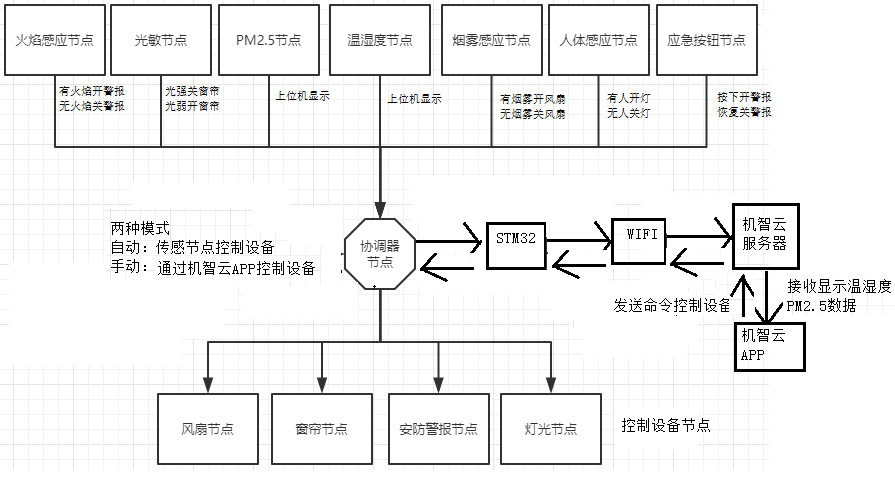 火焰感应节点
光敏节点
PM2.5节点
温湿度节点
烟雾感应节点
人体感应节点
应急按钮节点
有火焰开警报
无火焰关警报
光强关窗帘
光弱开窗帘
上位机显示
上位机显示
有烟雾开风扇
无烟雾关风扇
有人开灯
无人关灯
按下开警报
恢复关警报
两种模式
自动：传感节点控制设备
手动：通过机智云APP控制设备
协调器
节点
STM32
WIFI
机智云
服务器
发送命令控制设备
接收显示温湿度
PM2.5数据
机智云
APP
风扇节点
窗帘节点
安防警报节点
灯光节点
控制设备节点